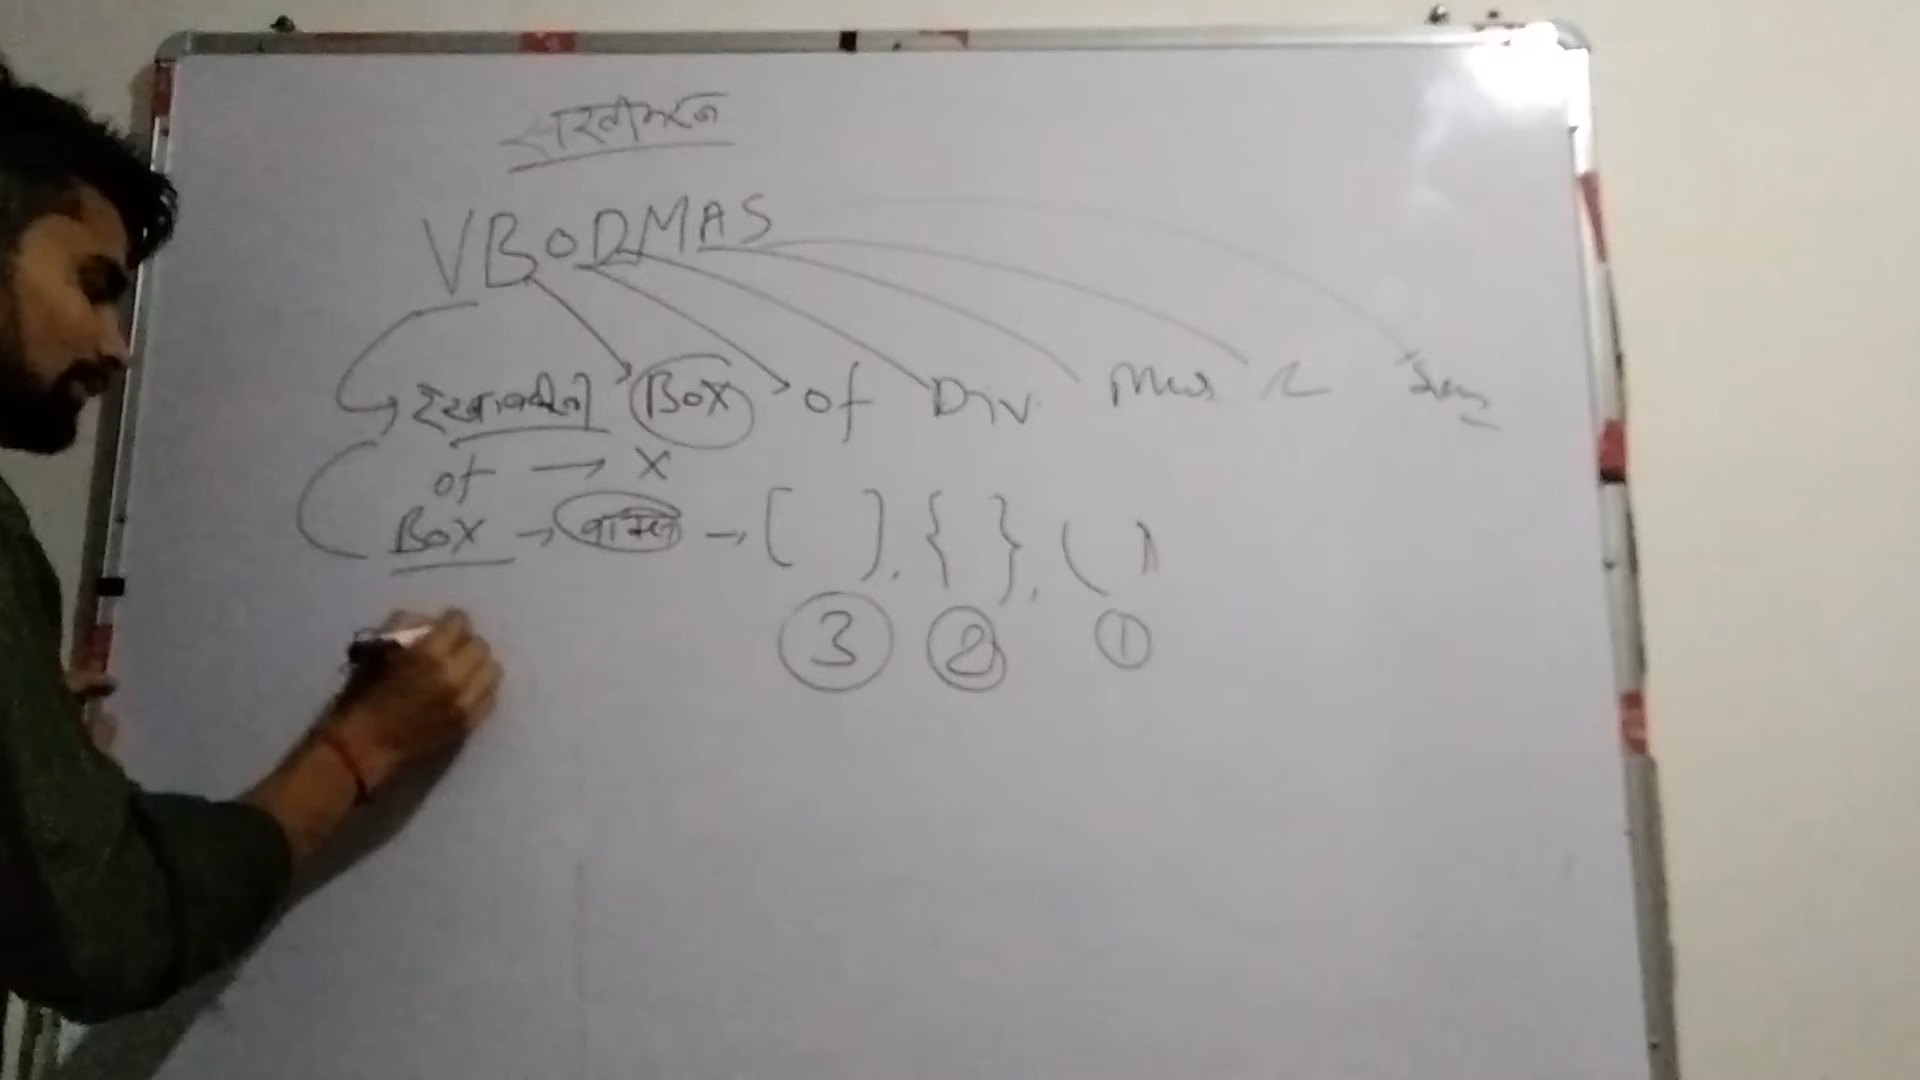 सरलीकरण
VBODMAS
रेखा Box of Div
of → ×
Box → → [ ], { }, ( )
3 2 1